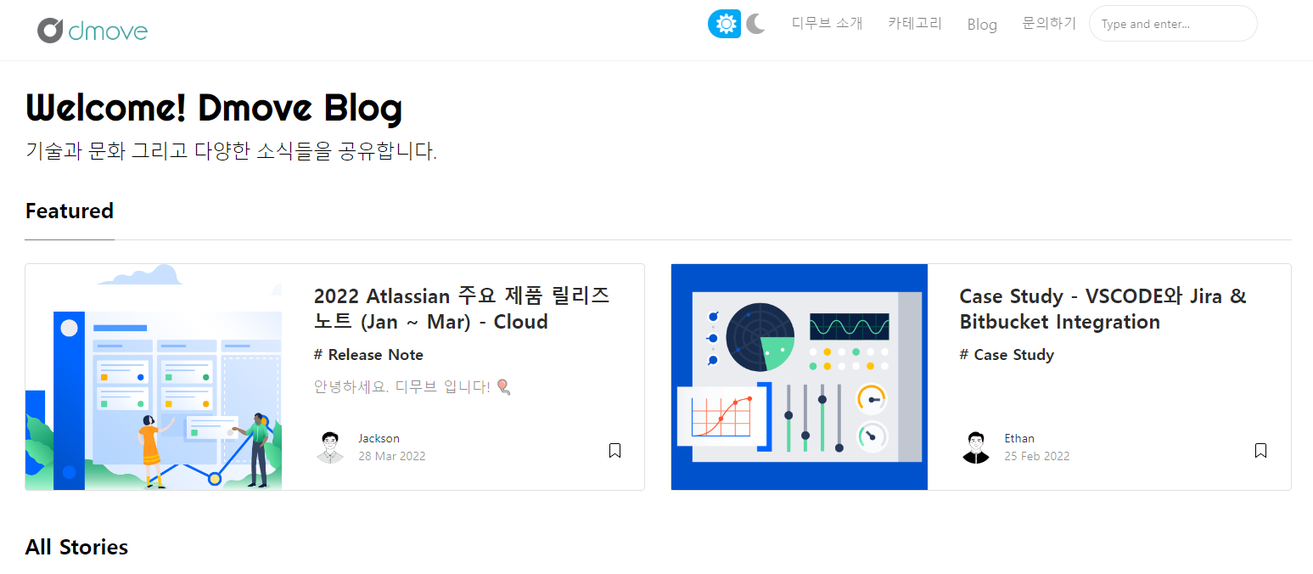 dmove
디무브 소개
카테고리
Blog
문의하기
Type and enter...
Welcome! Dmove Blog
기술과 문화 그리고 다양한 소식들을 공유합니다.
Featured
2022 Atlassian 주요 제품 릴리즈
노트 (Jan ~ Mar) - Cloud
# Release Note
안녕하세요. 디무브 입니다! 🎈
Jackson
28 Mar 2022
Case Study - VSCODE와 Jira &
Bitbucket Integration
# Case Study
Ethan
25 Feb 2022
All Stories